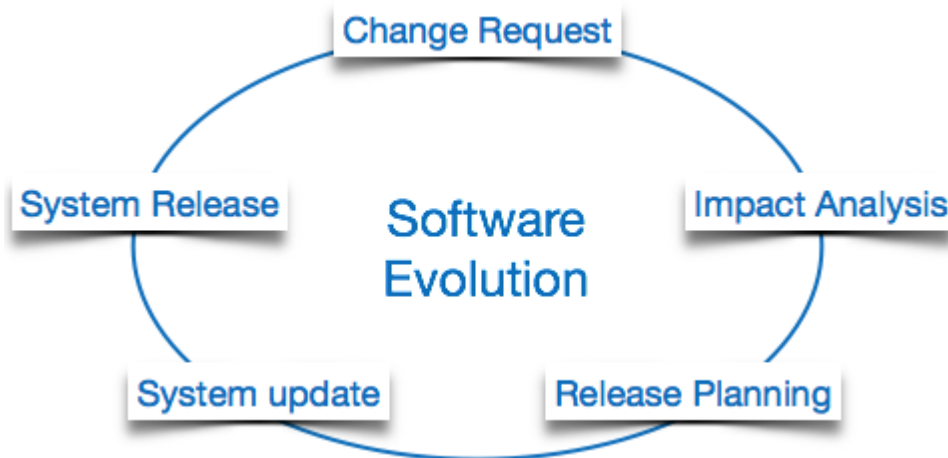 Change Request
System Release
Impact Analysis
Software
Evolution
System update
Release Planning